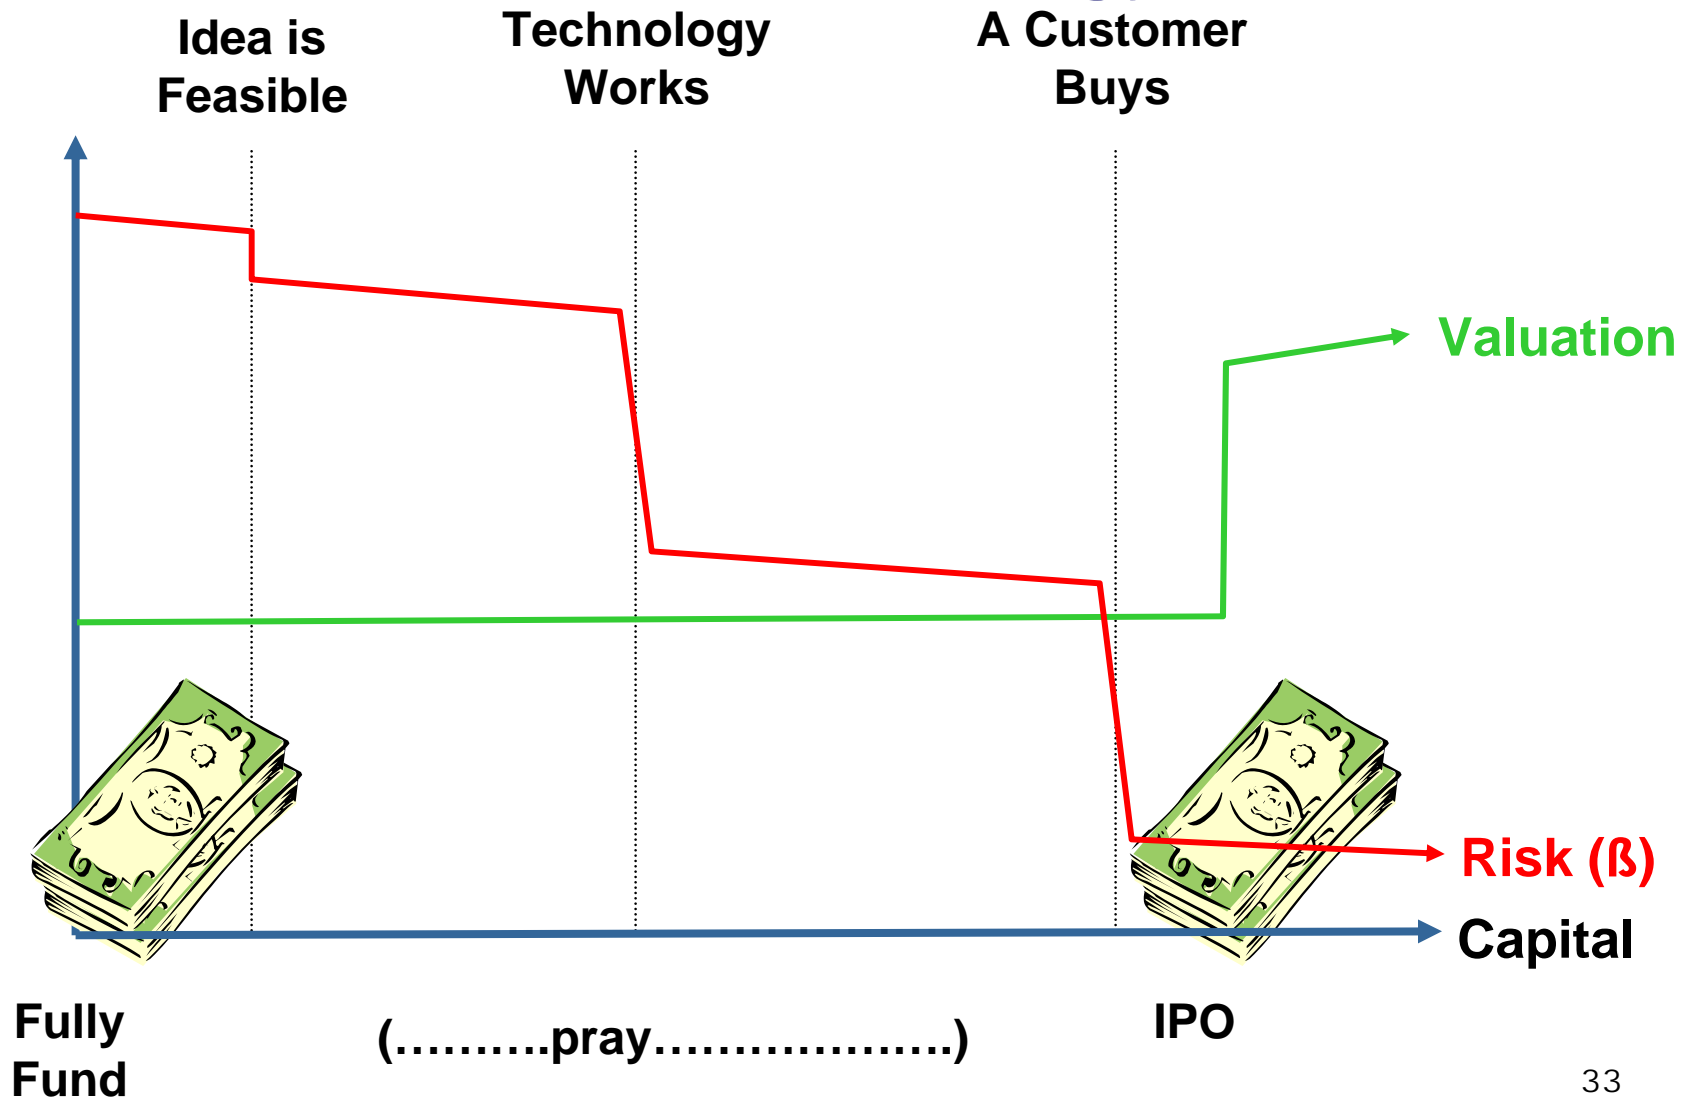 Idea is
Feasible
Technology
Works
A Customer
Buys
Valuation
Risk (ß)
Capital
Fully
Fund
(……….pray……………….)
IPO
33